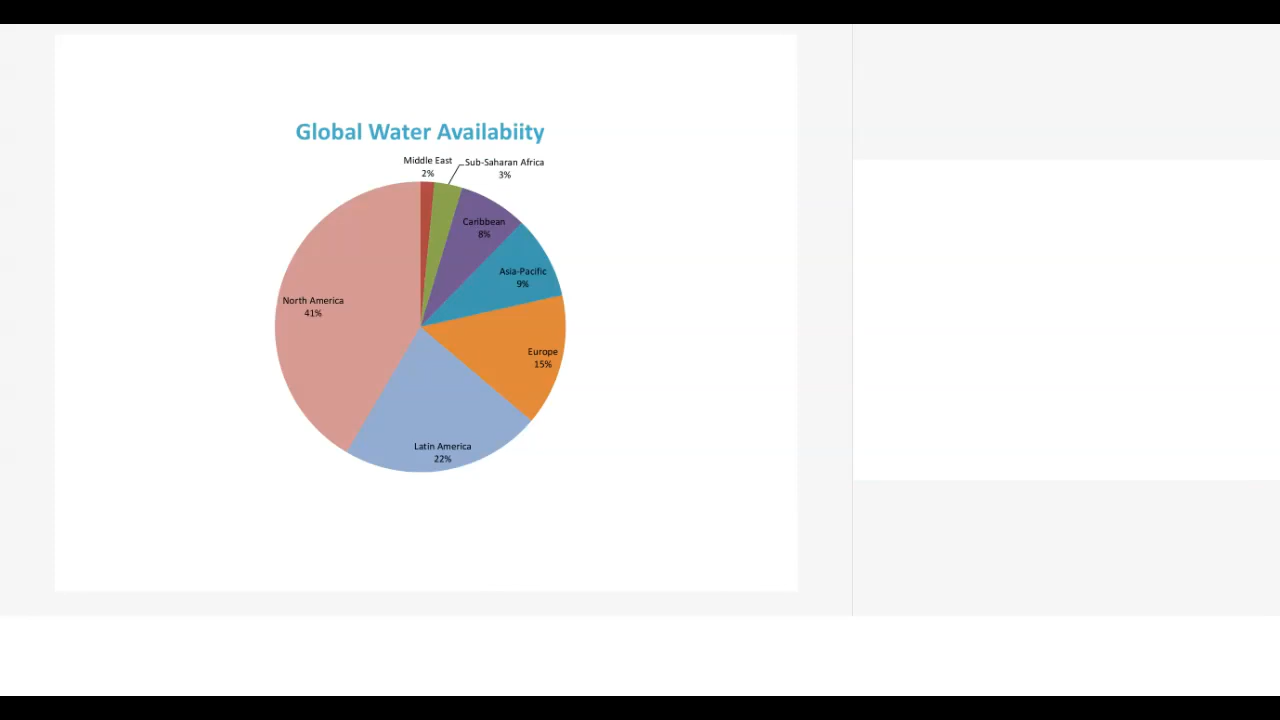 Global Water Availabiity
Middle East
2%
Sub-Saharan Africa
3%
Caribbean
8%
Asia-Pacific
9%
North America
41%
Europe
15%
Latin America
22%